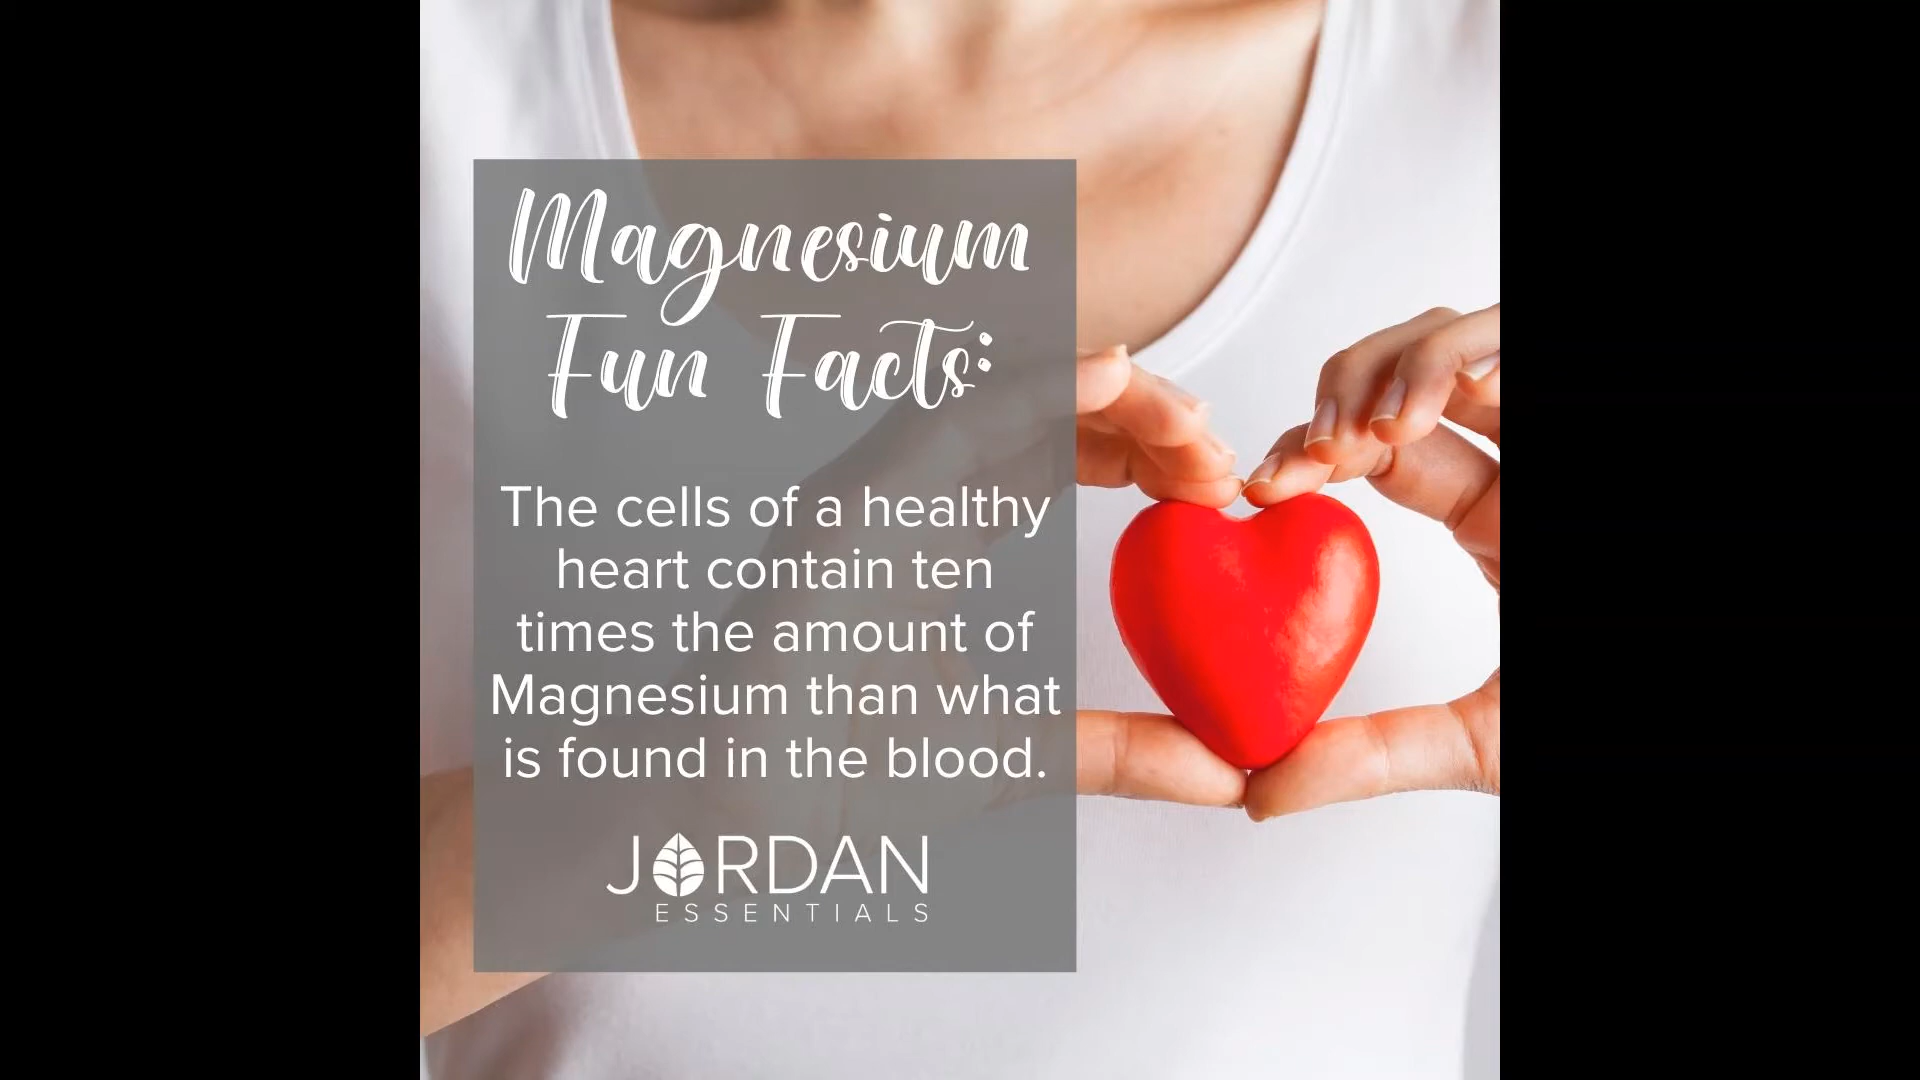 Magnesium
Fun Facts:
The cells of a healthy
heart contain ten
times the amount of
Magnesium than what
is found in the blood.
JORDAN
ESSENTIALS